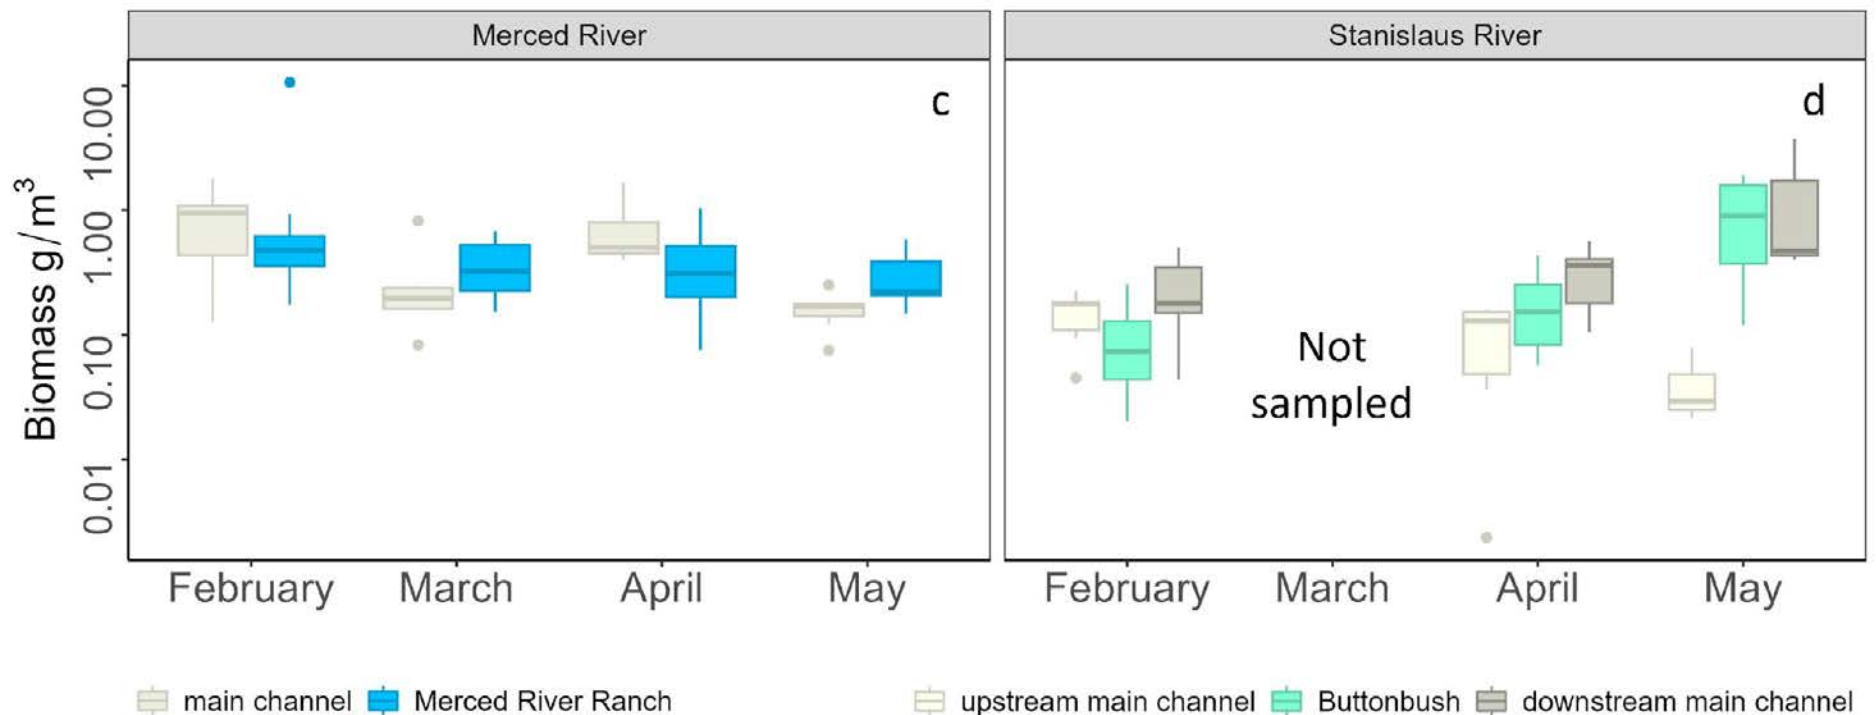 Merced River
Stanislaus River
c
d
Biomass g/m³
10.00
1.00
0.10
0.01
Not
sampled
February March April May
February March April May
main channel Merced River Ranch
upstream main channel Buttonbush downstream main channel